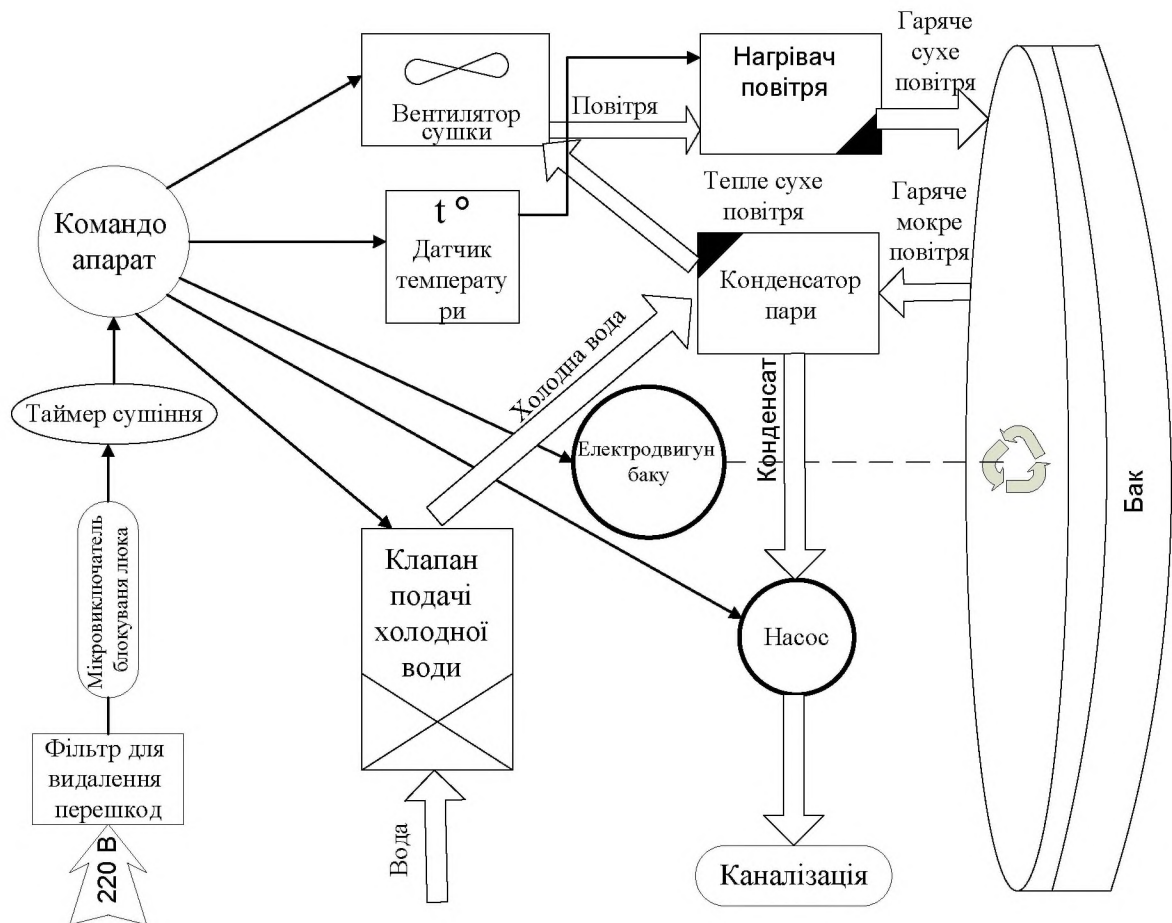 Вентилятор
сушки
Повітря
Нагрівач
повітря
Гаряче
сухе
повітря
Командо
апарат
t °
Датчик
температу
ри
Тепле сухе
повітря
Гаряче
мокре
повітря
Конденсатор
пари
Холодна вода
Конденсат
Таймер сушіння
Електродвигун
баку
Бак
Мікровиключатель
блокуваня люка
Клапан
подачі
холодної
води
Насос
Фільтр для
видалення
перешкод
220 В
Вода
Каналізація